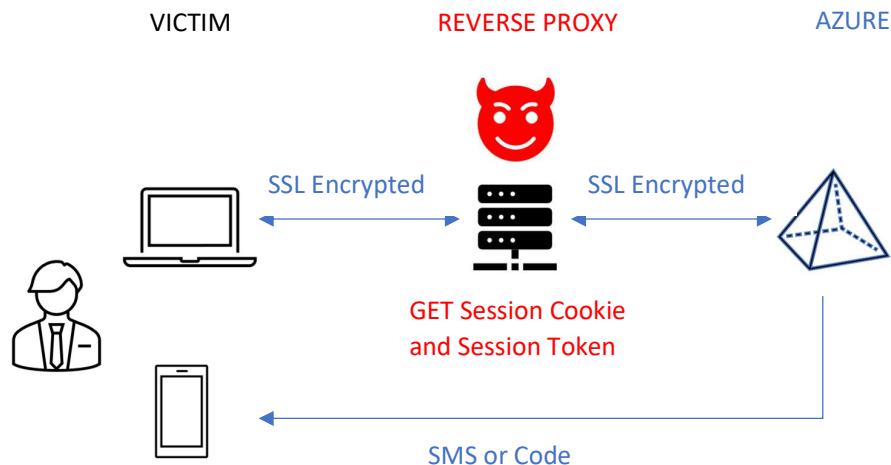 VICTIM
REVERSE PROXY
AZURE
SSL Encrypted
SSL Encrypted
GET Session Cookie
and Session Token
SMS or Code